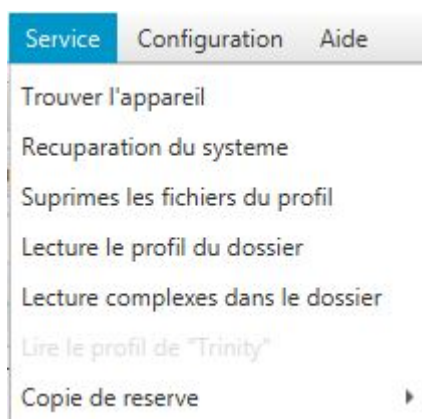 Service Configuration Aide
Trouver l'appareil
Recuparation du systeme
Suprimes les fichiers du profil
Lecture le profil du dossier
Lecture complexes dans le dossier
Lire le profil de "Trinity"
Copie de reserve